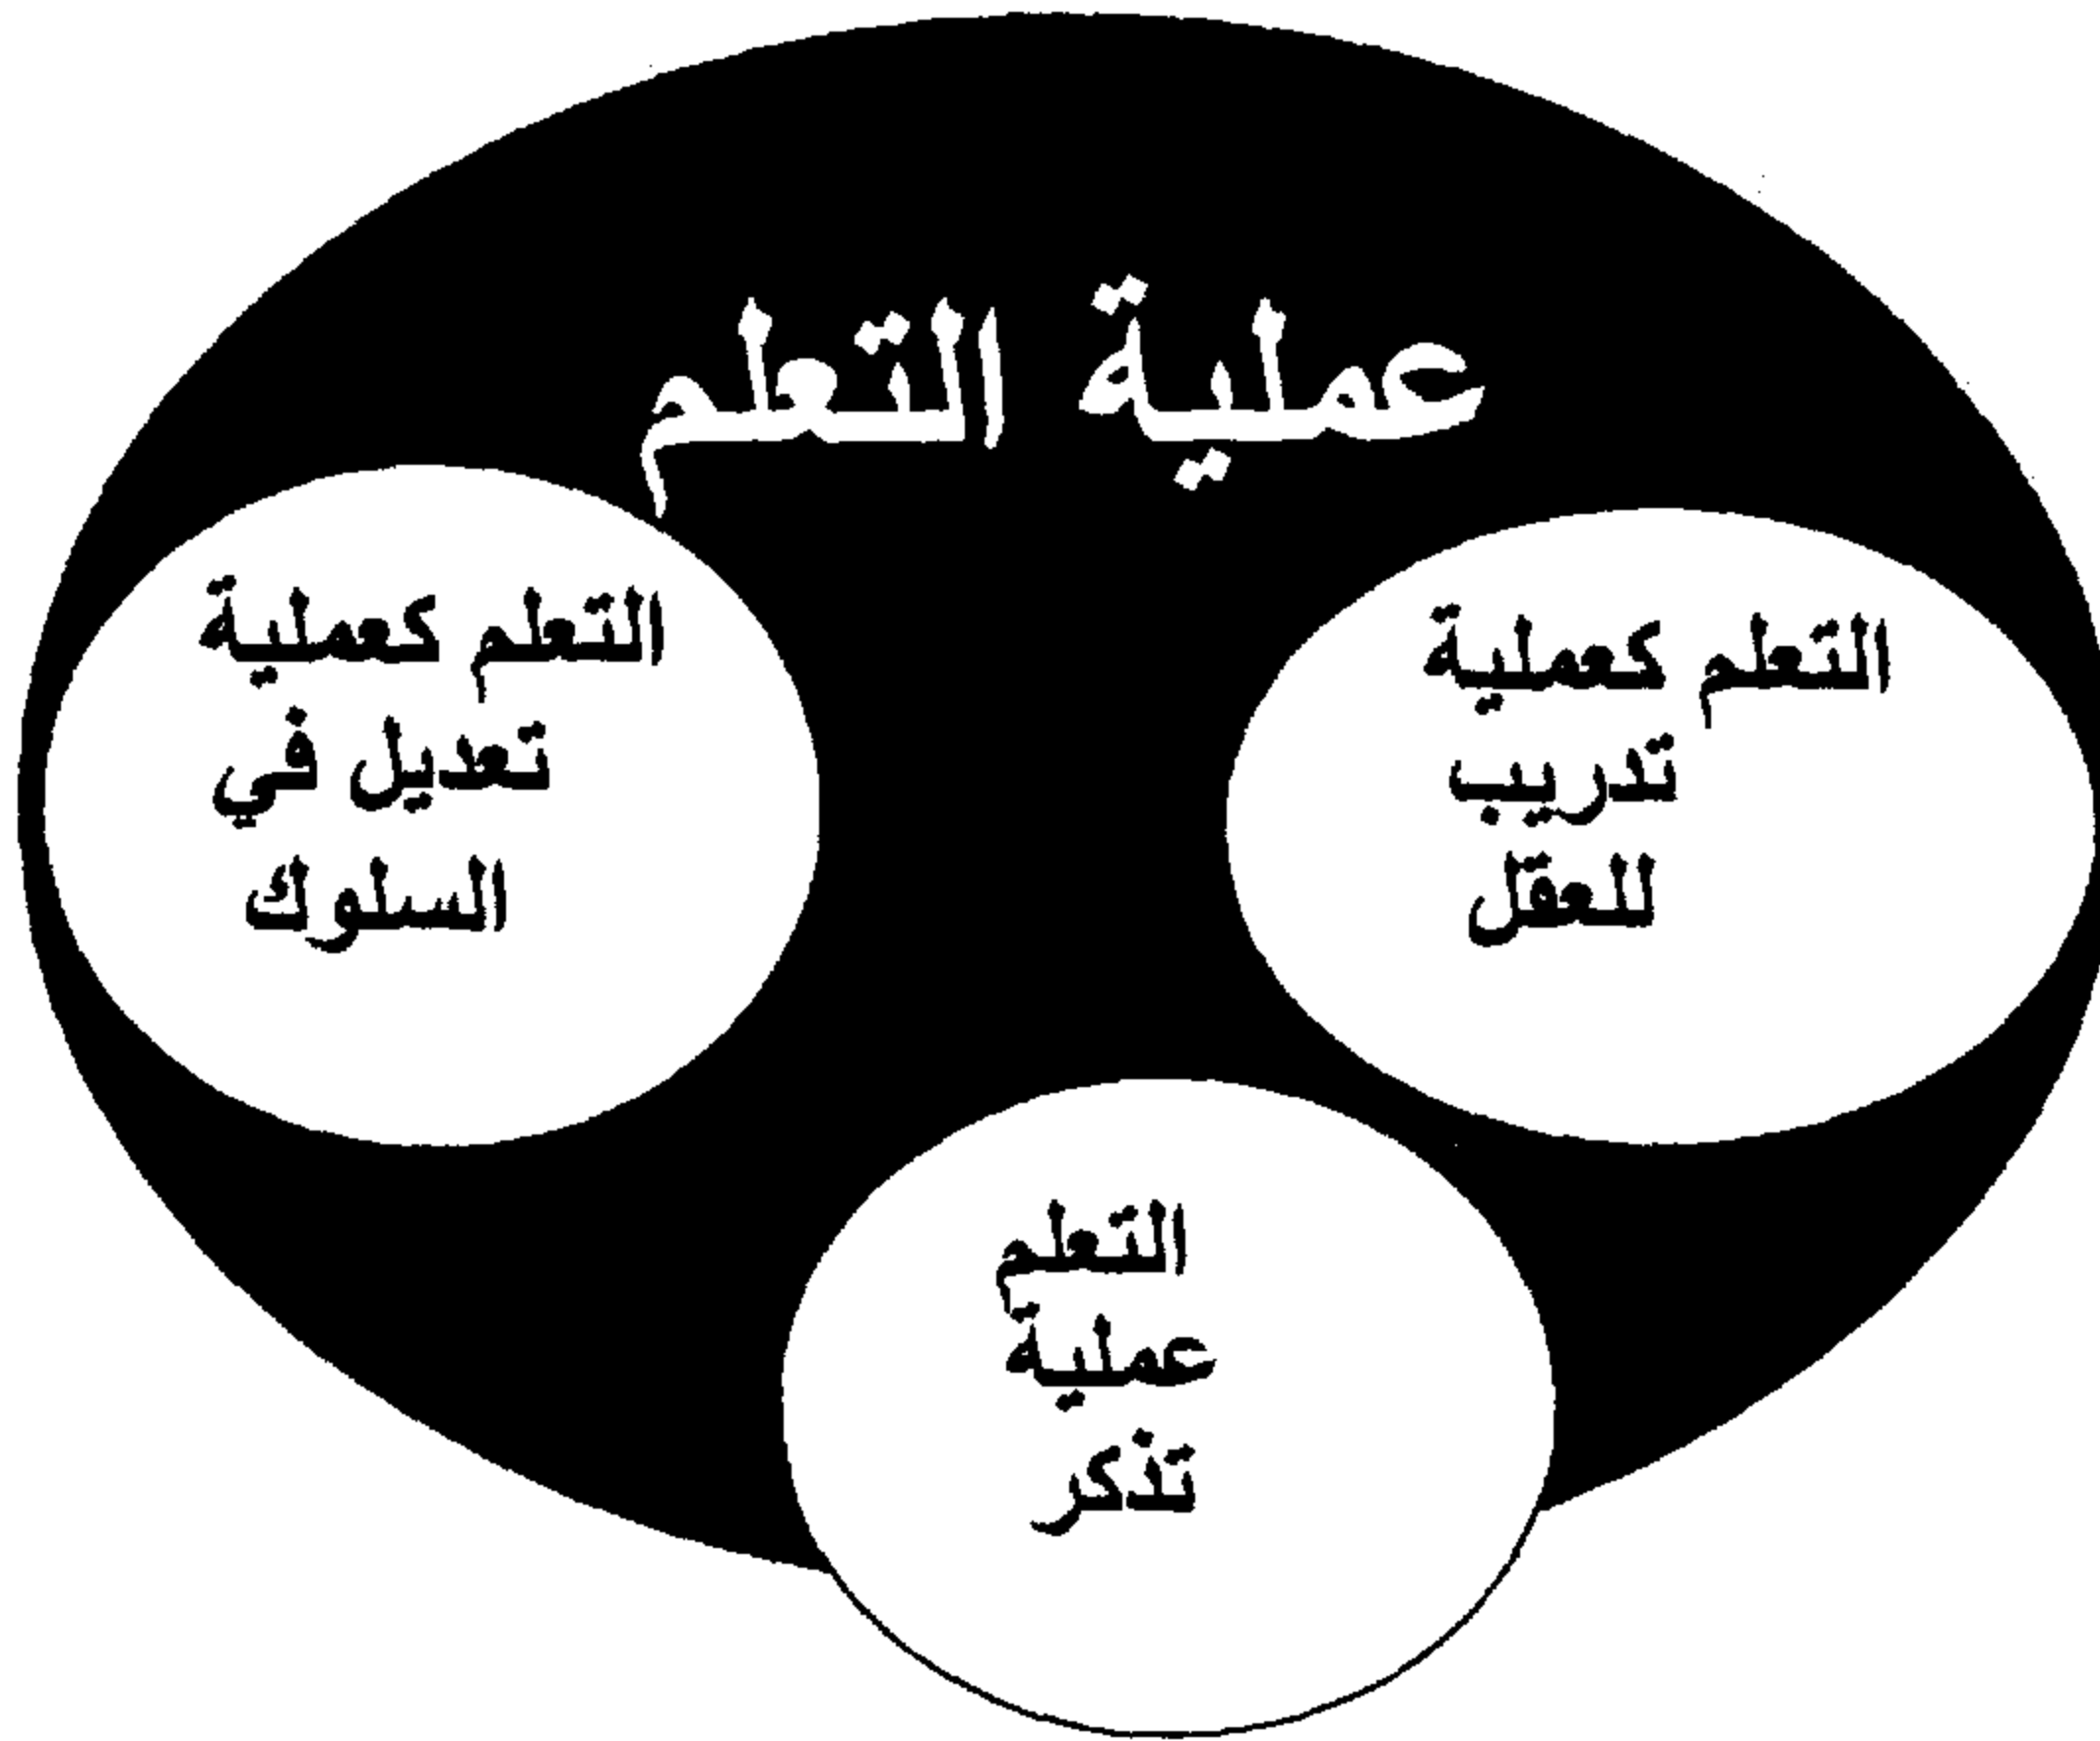 عملية التعلم
التعلم كعملية
تدريب
للعقل
التعلم كعملية
تعديل في
السلوك
التعلم
عملية
تذكر